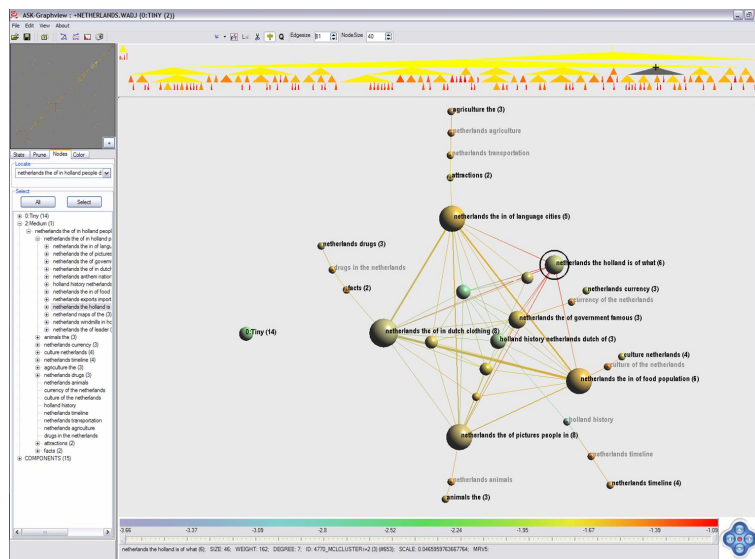 ASK-Graphview : +NETHERLANDS.WADJ (0:TINY (2))
File Edit View About
Edgesize 81 NodeSize 40
Stats Prune Nodes Color
Locate
netherlands the of in holland people d
Select
All Select
0:Tiny (14)
2:Medium (1)
netherlands the of in holland peopl
netherlands the of in holland p
netherlands the in of langu
netherlands the of pictures
netherlands the of governm
netherlands the of in dutch
netherlands anthem nation
holland history netherlands
netherlands the in of food
netherlands exports import
netherlands the holland is
netherlands maps of the (3)
netherlands windmills in ho
netherlands the of leader (
animals the (3)
netherlands currency (3)
culture netherlands (4)
netherlands timeline (4)
agriculture the (3)
netherlands drugs (3)
netherlands animals
currency of the netherlands
culture of the netherlands
holland history
netherlands timeline
netherlands transportation
netherlands agriculture
drugs in the netherlands
attractions (2)
facts (2)
COMPONENTS (15)
agriculture the (3)
netherlands agriculture
netherlands transportation
attractions (2)
netherlands the in of language cities (5)
netherlands drugs (3)
drugs in the netherlands
facts (2)
netherlands the holland is of what (6)
netherlands currency (3)
currency of the netherlands
netherlands the of government famous (3)
0:Tiny (14)
netherlands the of in dutch clothing (8)
holland history netherlands dutch of (3)
culture netherlands (4)
culture of the netherlands
netherlands the in of food population (6)
holland history
netherlands the of pictures people in (8)
netherlands timeline
netherlands animals
netherlands timeline (4)
animals the (3)
-3.66 -3.37 -3.09 -2.8 -2.52 -2.24 -1.95 -1.67 -1.39 -1.09
netherlands the holland is of what (6); SIZE: 46; WEIGHT: 162; DEGREE: 7; ID: 4770_MCLCLUSTER>2 (3) (#653); SCALE: 0.0465959763667764; MRV5: